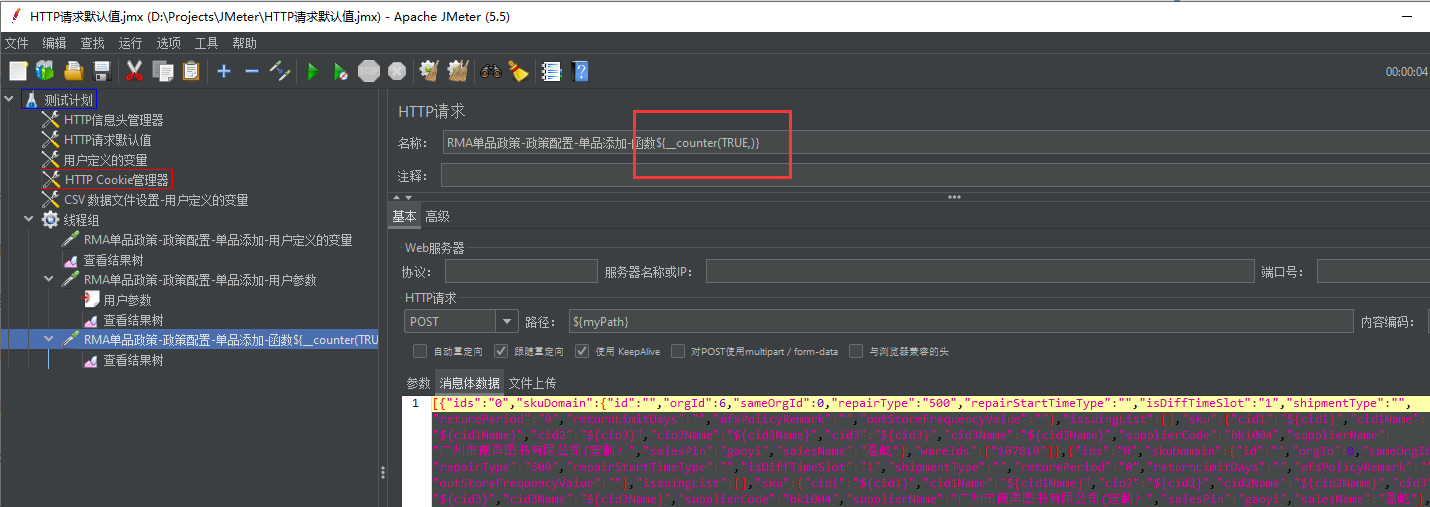 HTTP请求默认值.jmx (D:\Projects\JMeter\HTTP请求默认值.jmx) - Apache JMeter (5.5)
文件 编辑 查找 运行 选项 工具 帮助
00:00:04
测试计划
HTTP信息头管理器
HTTP请求默认值
用户定义的变量
HTTP Cookie管理器
CSV 数据文件设置-用户定义的变量
线程组
RMA单品政策-政策配置-单品添加-用户定义的变量
查看结果树
RMA单品政策-政策配置-单品添加-用户参数
用户参数
查看结果树
RMA单品政策-政策配置-单品添加-函数${__counter(TRU
查看结果树
HTTP请求
名称： RMA单品政策-政策配置-单品添加-函数${__counter(TRUE,)}
注释：
基本 高级
Web服务器
协议： 服务器名称或IP： 端口号：
HTTP请求
POST 路径： ${myPath} 内容编码：
自动重定向 跟随重定向 使用 KeepAlive 对POST使用multipart / form-data 与浏览器兼容的头
参数 消息体数据 文件上传
1 [{"ids":"0","skuDomain":{"id":"","orgId":6,"sameOrgId":0,"repairType":"500","repairStartTimeType":"","isDiffTimeSlot":"1","shipmentType":"",
"returePeriod":"0","returnLimitDays":"","afsPolicyRemark":"","outStoreFrequencyValue":""},"issuingList":[],"sku":{"cid1":"${cid1}","cid1Name":
"${cid1Name}","cid2":"${cid2}","cid2Name":"${cid2Name}","cid3":"${cid3}","cid3Name":"${cid3Name}","supplierCode":"bk1004","supplierName":
"广州市陪声图书有限公司(定制)","salesPin":"gaoyi","salesName":"高屹"},"wareIds":["107810"]},{"ids":"0","skuDomain":{"id":"","orgId":0,"sameOrgI
repairType":"500","repairStartTimeType":"","isDiffTimeSlot":"1","shipmentType":"","returePeriod":"0","returnLimitDays":"","afsPolicyRemark":""
"outStoreFrequencyValue":""},"issuingList":[],"sku":{"cid1":"${cid1}","cid1Name":"${cid1Name}","cid2":"${cid2}","cid2Name":"${cid2Name}","cid3
"${cid3}","cid3Name":"${cid3Name}","supplierCode":"bk1004","supplierName":"广州市陪声图书有限公司(定制)","salesPin":"gaoyi","salesName":"高屹"},